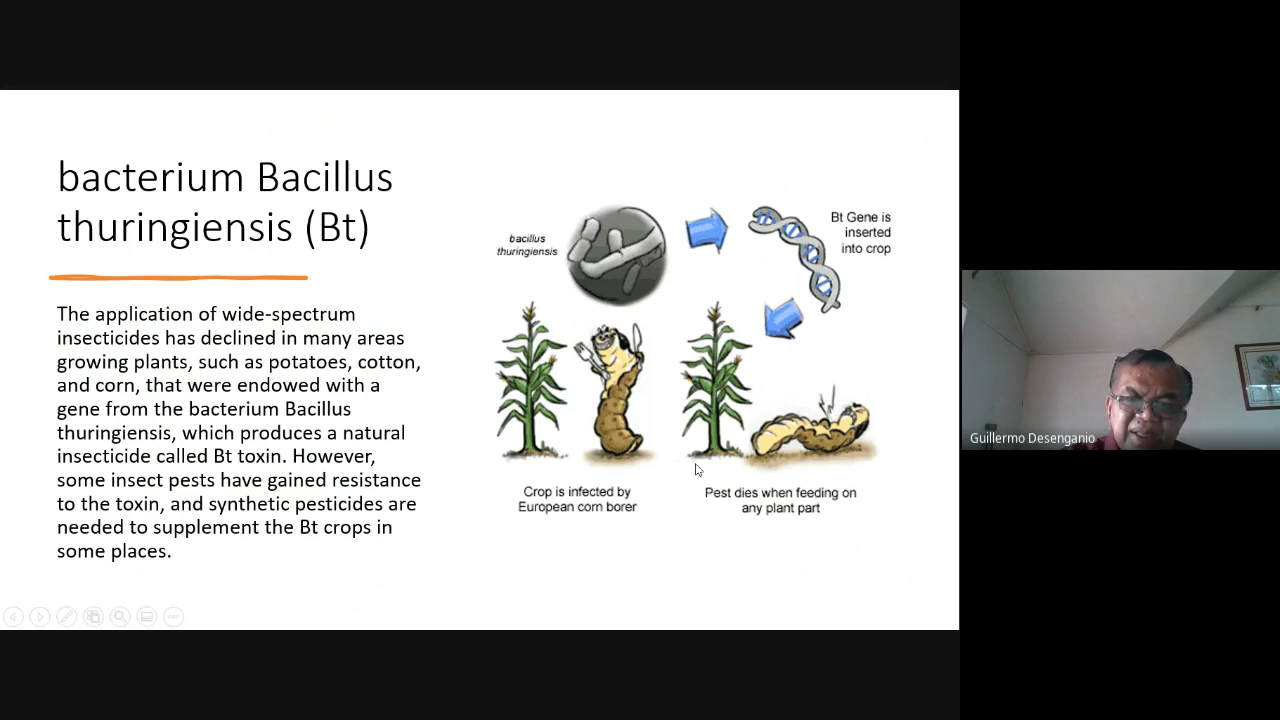 bacterium Bacillus
thuringiensis (Bt)
The application of wide-spectrum
insecticides has declined in many areas
growing plants, such as potatoes, cotton,
and corn, that were endowed with a
gene from the bacterium Bacillus
thuringiensis, which produces a natural
insecticide called Bt toxin. However,
some insect pests have gained resistance
to the toxin, and synthetic pesticides are
needed to supplement the Bt crops in
some places.
bacillus
thuringiensis
Bt Gene is
inserted
into crop
Crop is infected by
European corn borer
Pest dies when feeding on
any plant part
Guillermo Desenganio